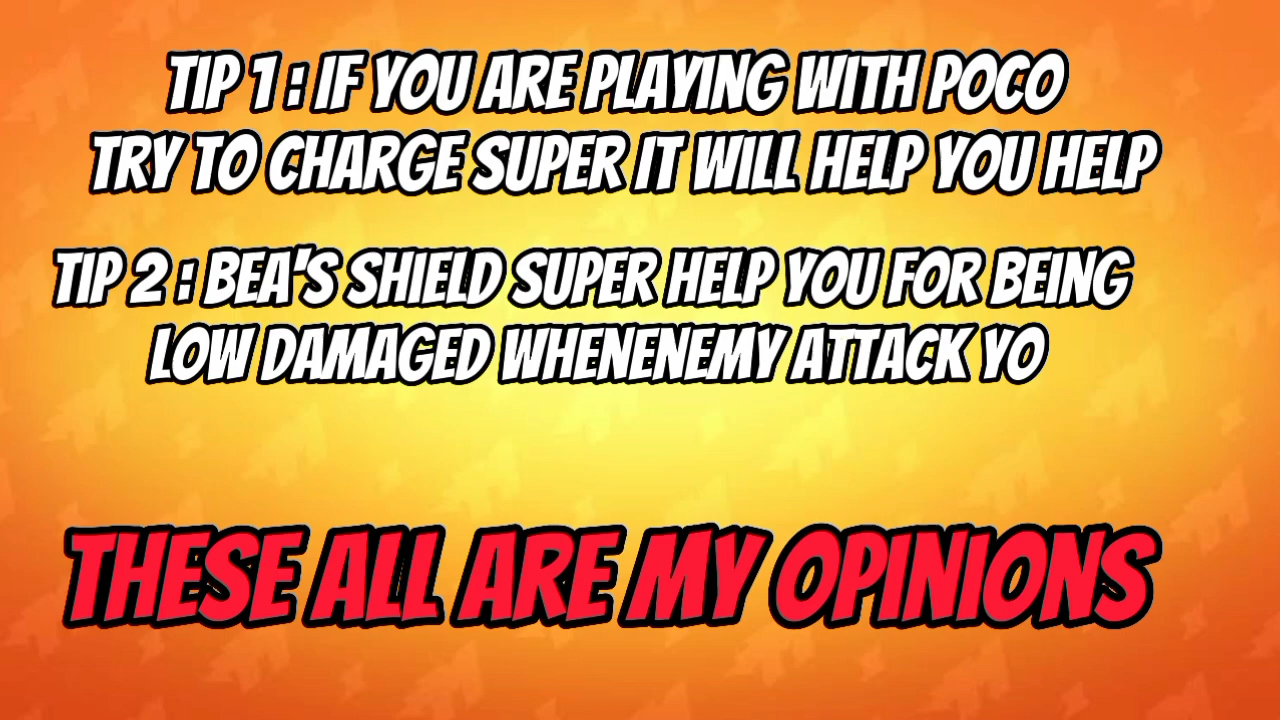 TIP 1 : IF YOU ARE PLAYING WITH POCO
TRY TO CHARGE SUPER IT WILL HELP YOU HELP
TIP 2 : BEA'S SHIELD SUPER HELP YOU FOR BEING
LOW DAMAGED WHENENEMY ATTACK YO
THESE ALL ARE MY OPINIONS